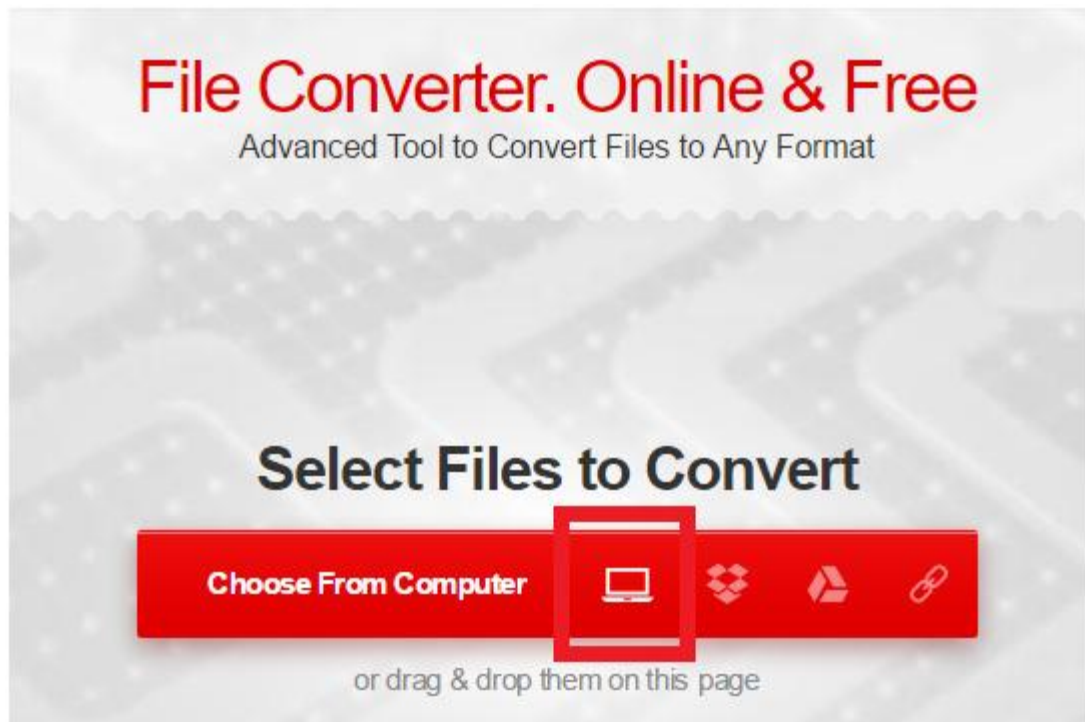 File Converter. Online & Free
Advanced Tool to Convert Files to Any Format
Select Files to Convert
Choose From Computer
or drag & drop them on this page